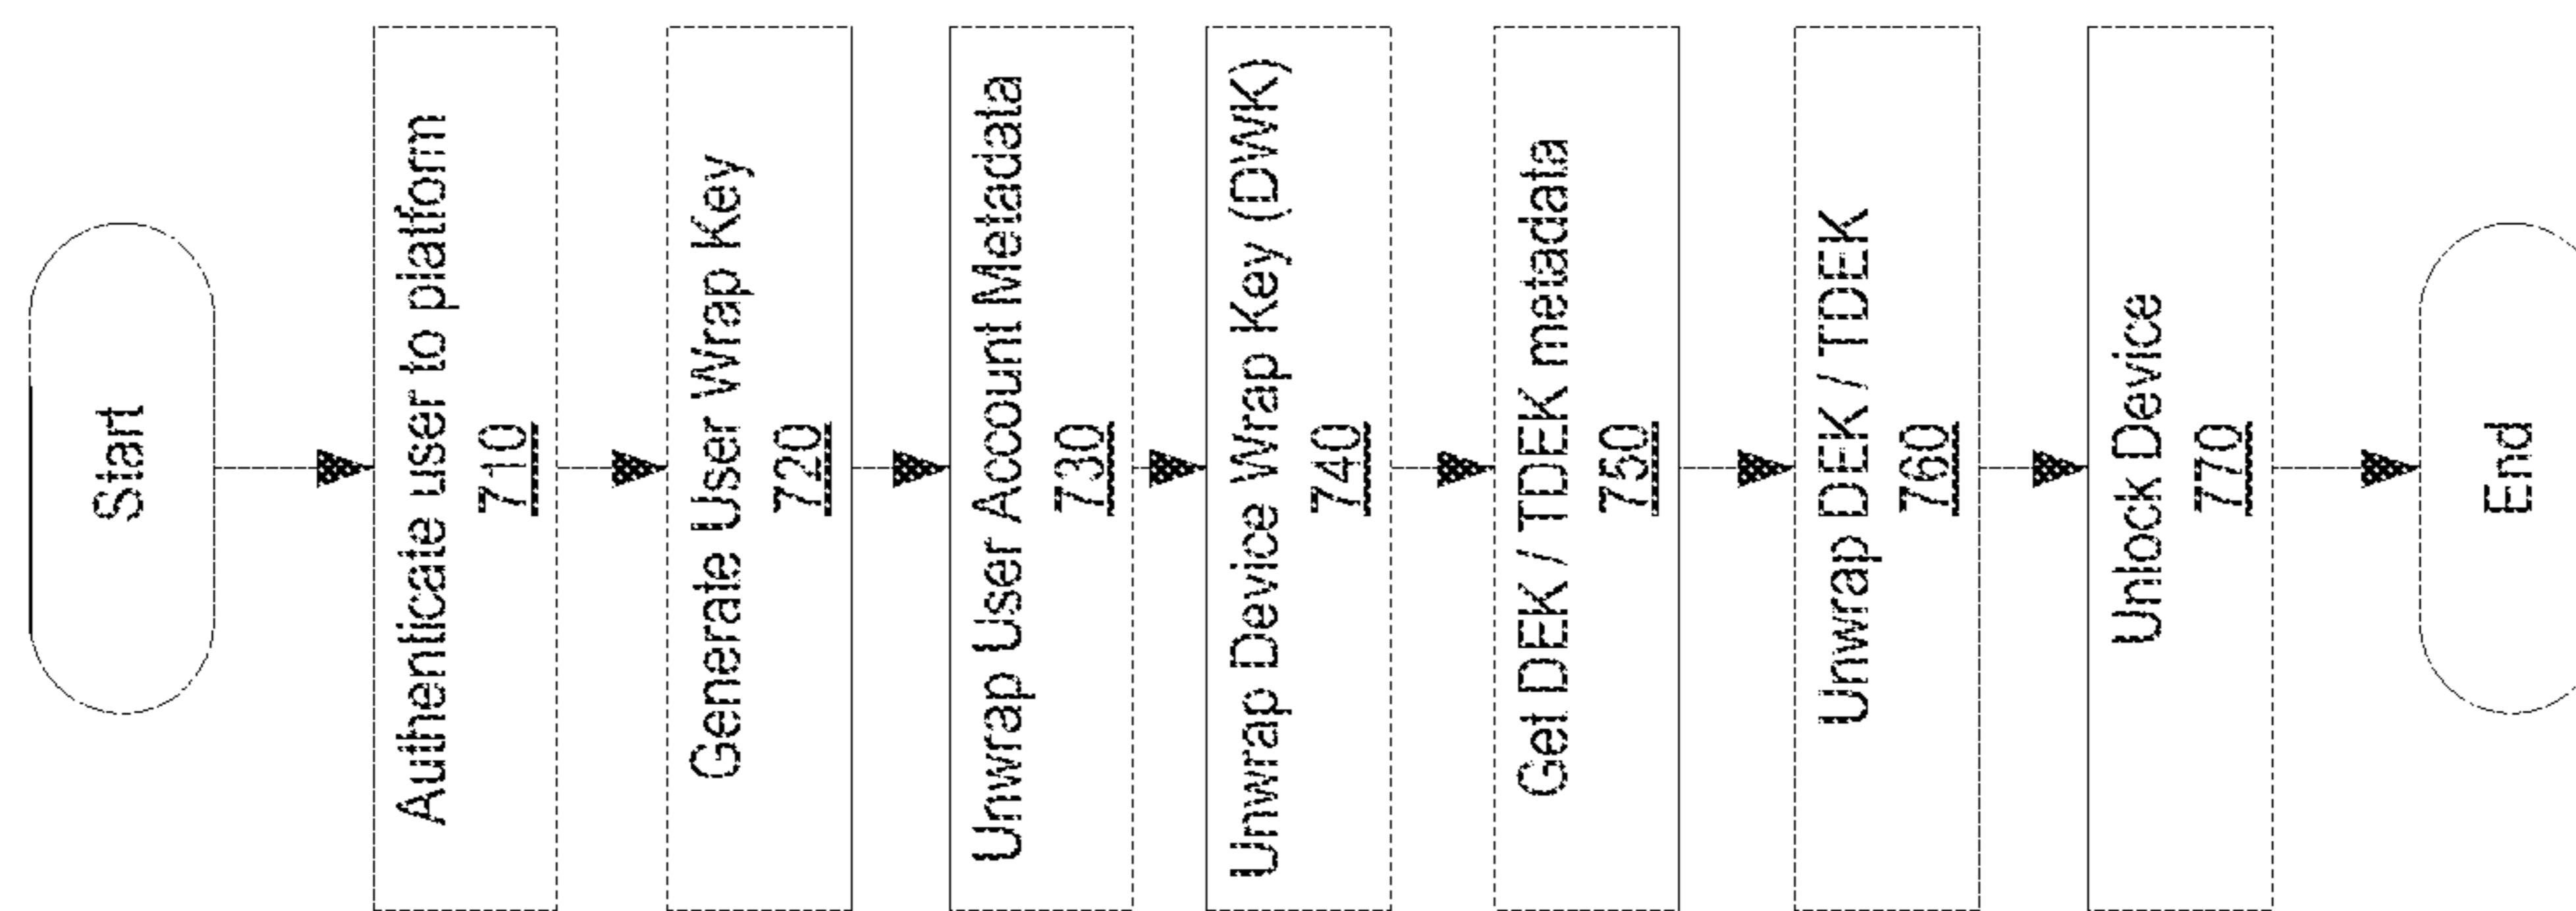 Start
Authenticate user to platform
710
Generate User Wrap Key
720
Unwrap User Account Metadata
730
Unwrap Device Wrap Key (DWK)
740
Get DEK / TDEK metadata
750
Unwrap DEK / TDEK
760
Unlock Device
770
End